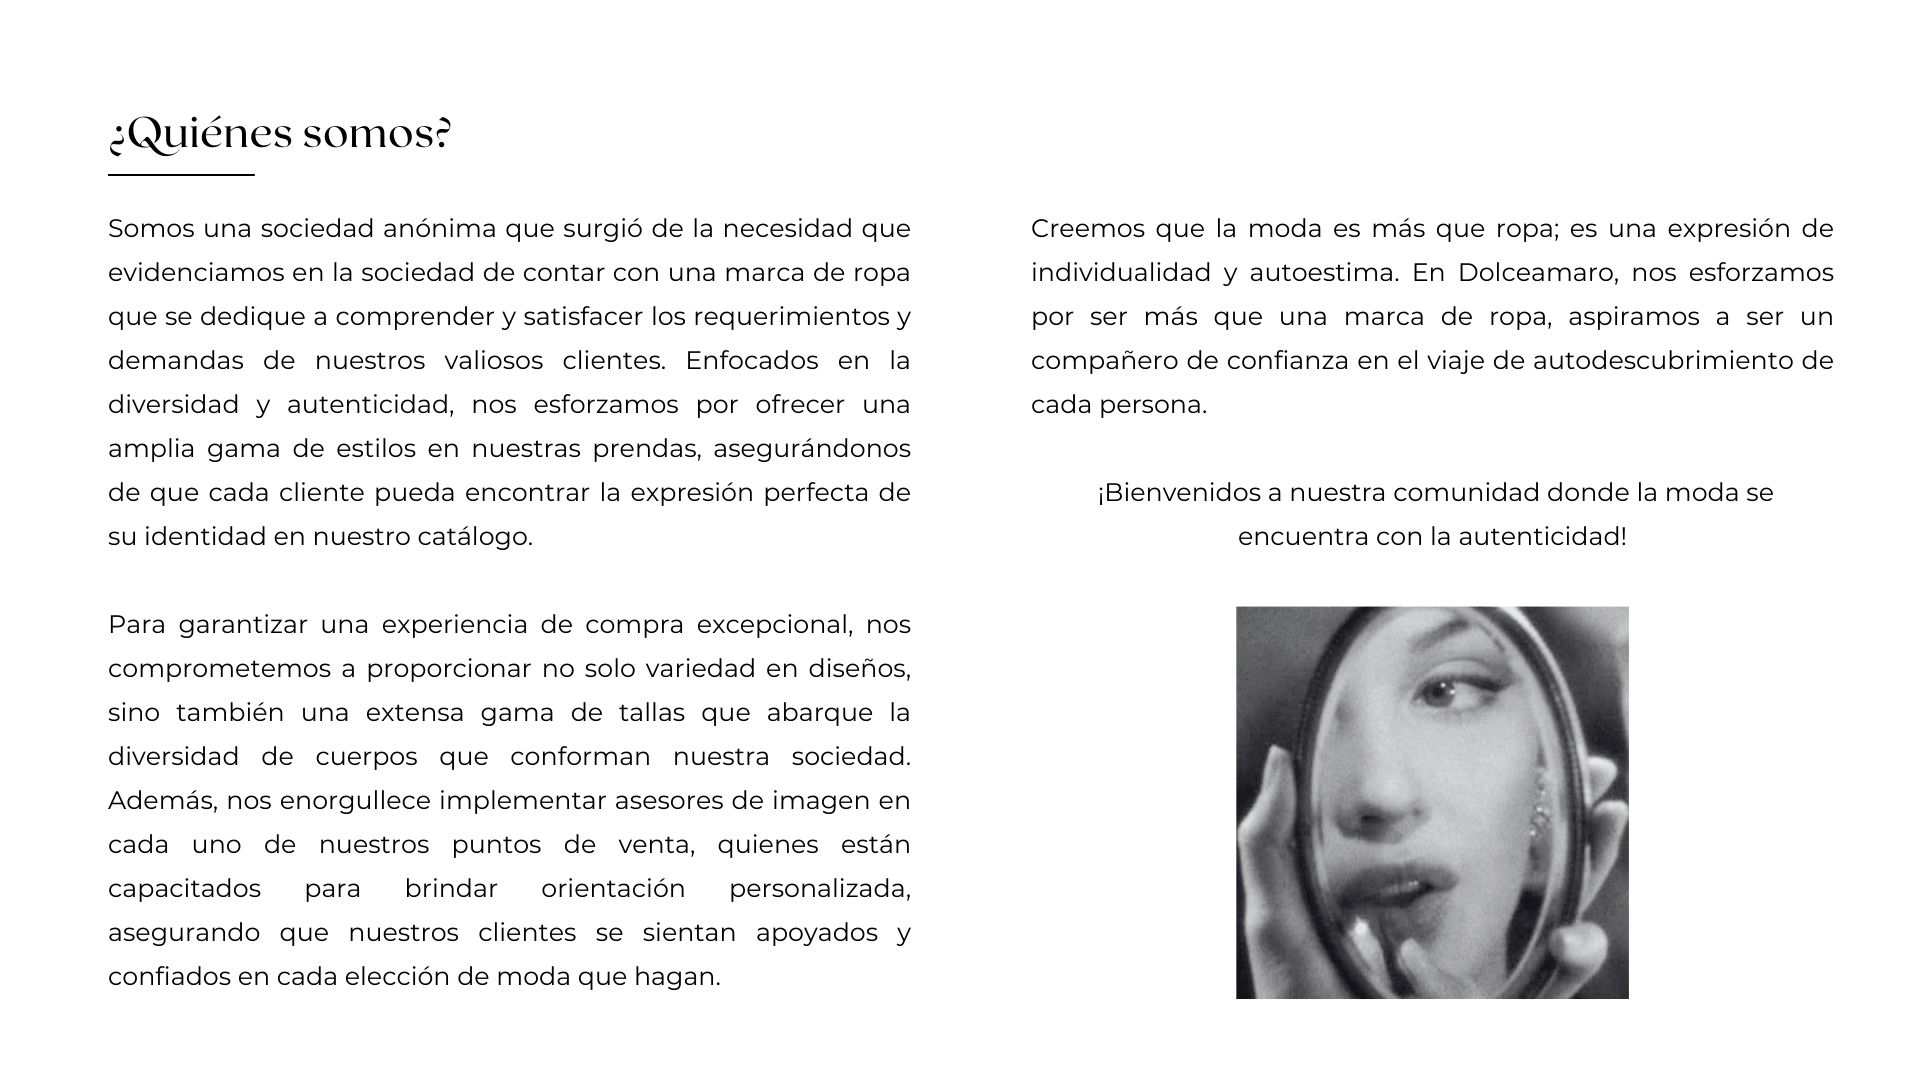 ¿Quiénes somos?
Somos una sociedad anónima que surgió de la necesidad que
evidenciamos en la sociedad de contar con una marca de ropa
que se dedique a comprender y satisfacer los requerimientos y
demandas de nuestros valiosos clientes. Enfocados en la
diversidad y autenticidad, nos esforzamos por ofrecer una
amplia gama de estilos en nuestras prendas, asegurándonos
de que cada cliente pueda encontrar la expresión perfecta de
su identidad en nuestro catálogo.
Para garantizar una experiencia de compra excepcional, nos
comprometemos a proporcionar no solo variedad en diseños,
sino también una extensa gama de tallas que abarque la
diversidad de cuerpos que conforman nuestra sociedad.
Además, nos enorgullece implementar asesores de imagen en
cada uno de nuestros puntos de venta, quienes están
capacitados para brindar orientación personalizada,
asegurando que nuestros clientes se sientan apoyados y
confiados en cada elección de moda que hagan.
Creemos que la moda es más que ropa; es una expresión de
individualidad y autoestima. En Dolceamaro, nos esforzamos
por ser más que una marca de ropa, aspiramos a ser un
compañero de confianza en el viaje de autodescubrimiento de
cada persona.
¡Bienvenidos a nuestra comunidad donde la moda se
encuentra con la autenticidad!